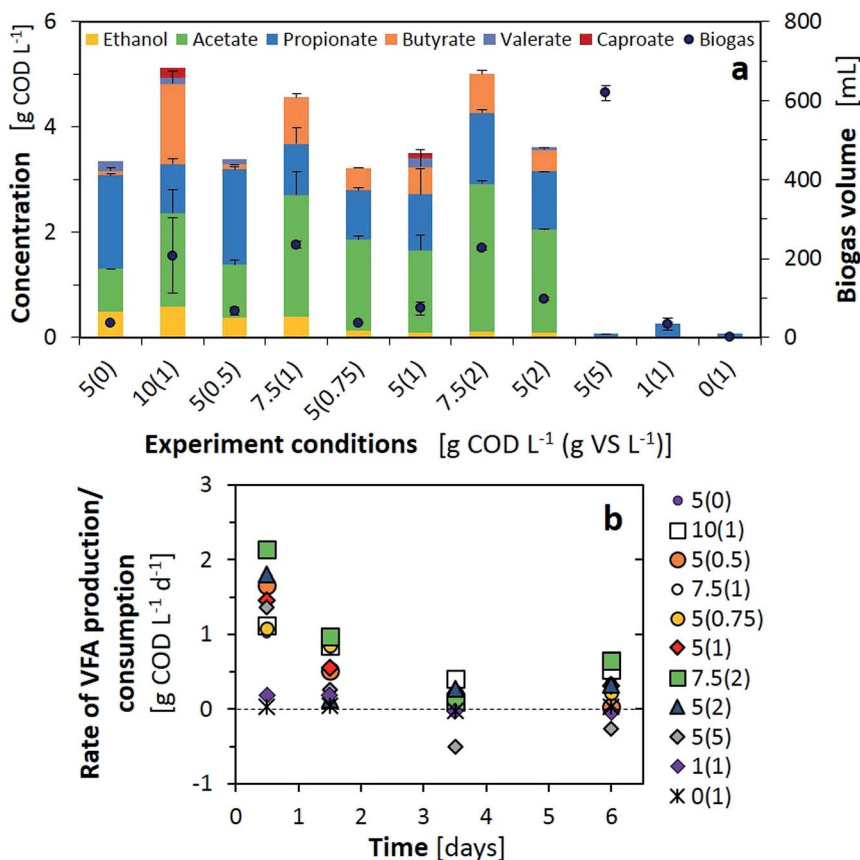 Ethanol Acetate Propionate Butyrate Valerate Caproate Biogas
a
6
4
2
0
Concentration [g COD L⁻¹]
800
600
400
200
0
Biogas volume [mL]
5(0) 10(1) 5(0.5) 7.5(1) 5(0.75) 5(1) 7.5(2) 5(2) 5(5) 1(1) 0(1)
Experiment conditions [g COD L⁻¹ (g VS L⁻¹)]
b
Rate of VFA production/
consumption
[g COD L⁻¹ d⁻¹]
3
2
1
0
-1
0 1 2 3 4 5 6
Time [days]
5(0)
10(1)
5(0.5)
7.5(1)
5(0.75)
5(1)
7.5(2)
5(2)
5(5)
1(1)
0(1)